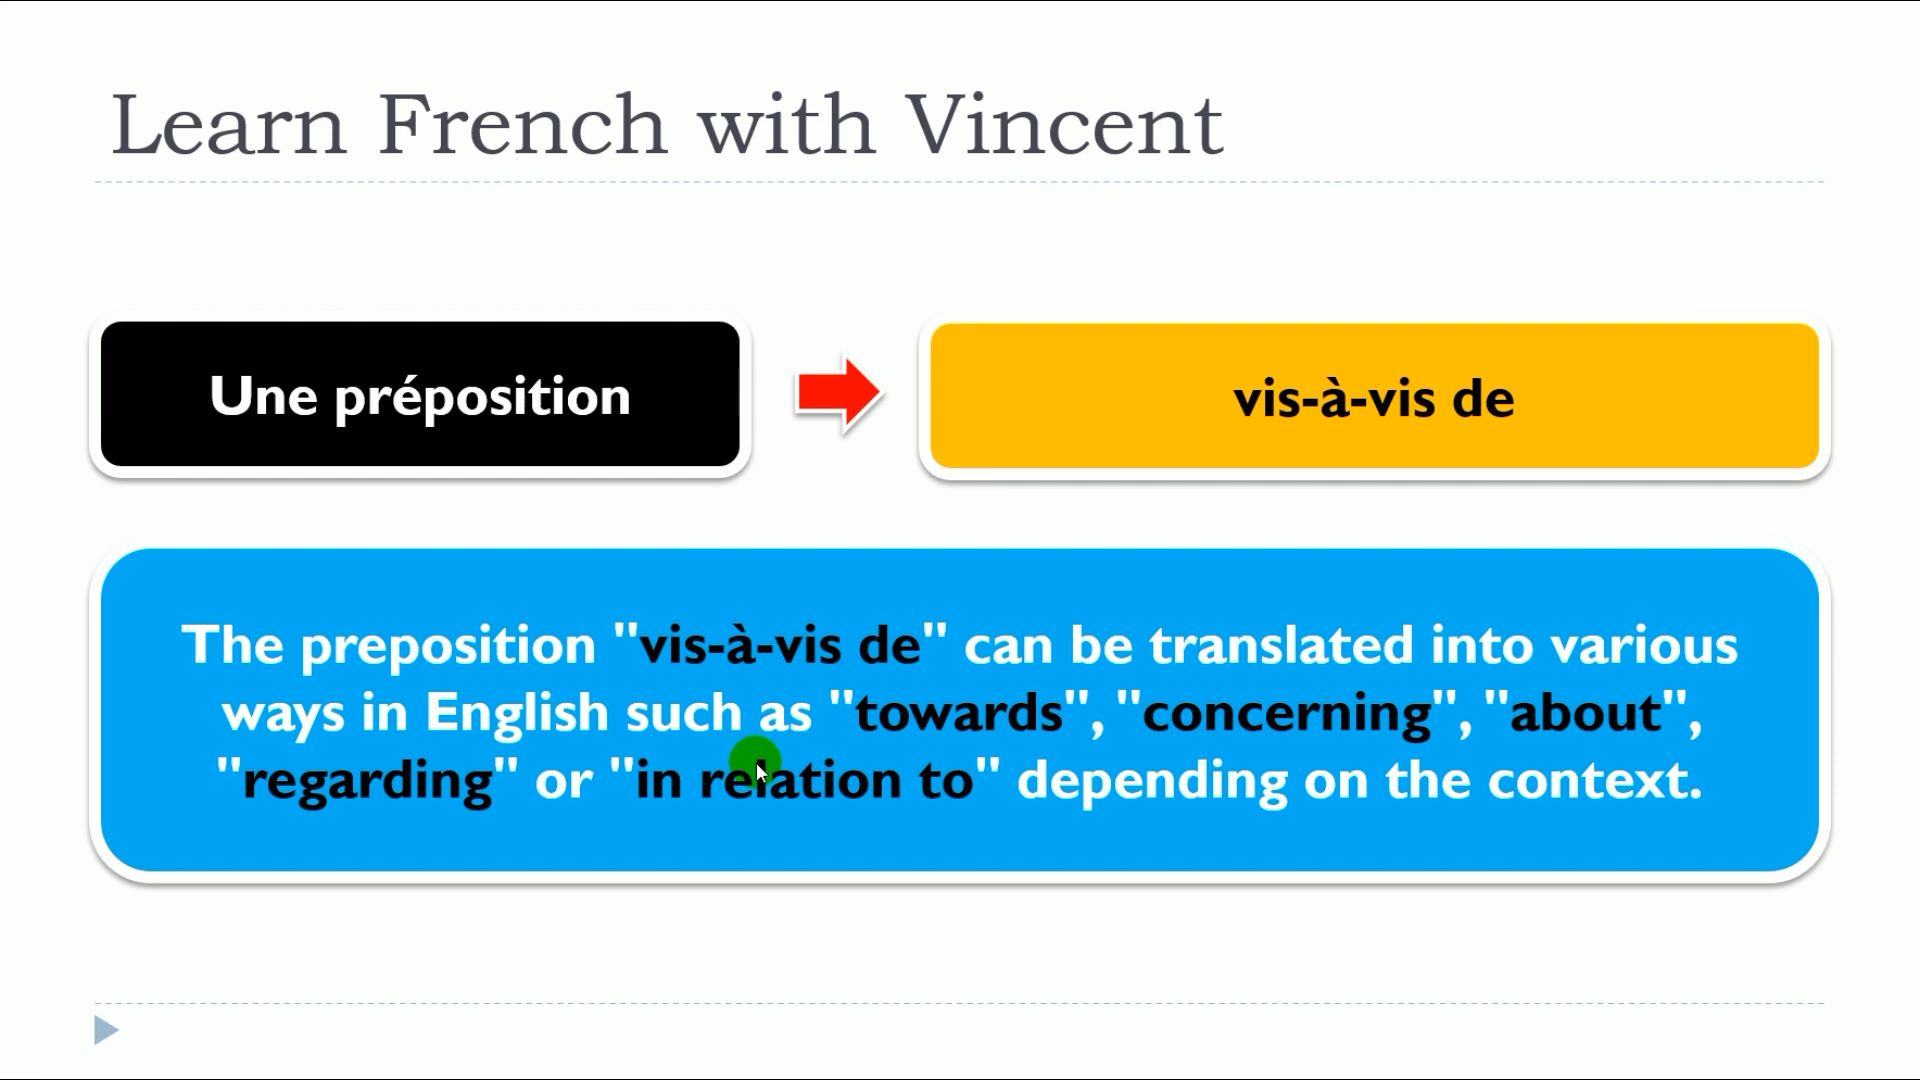 Learn French with Vincent
Une préposition
vis-à-vis de
The preposition "vis-à-vis de" can be translated into various
ways in English such as "towards", "concerning", "about",
"regarding" or "in relation to" depending on the context.